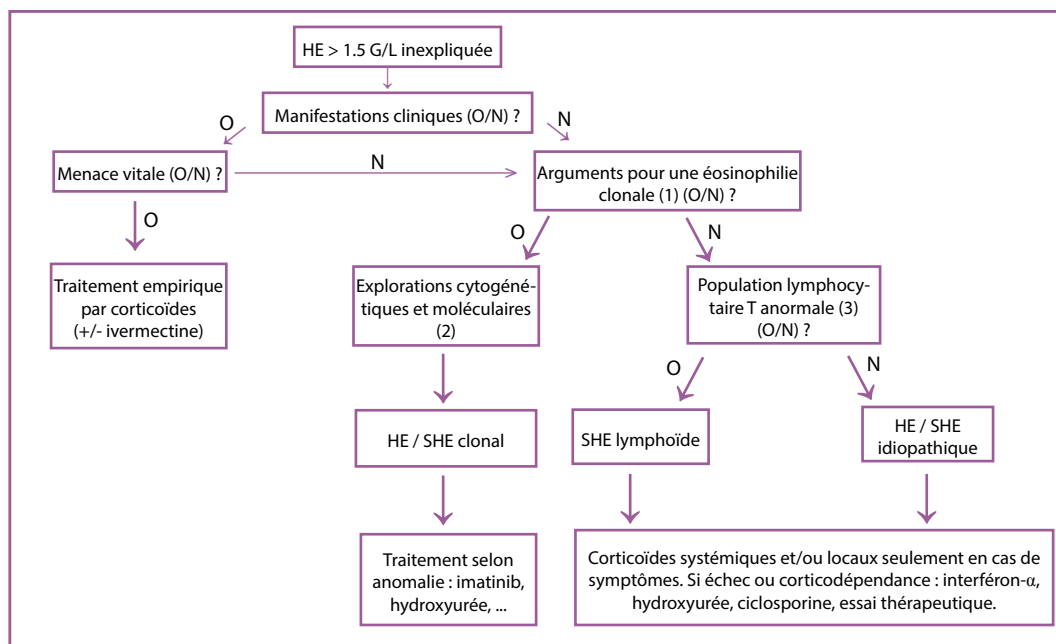 HE > 1.5 G/L inexpliquée
Manifestations cliniques (O/N) ?
O
N
Menace vitale (O/N) ?
N
Arguments pour une éosinophilie
clonale (1) (O/N) ?
O
O
N
Traitement empirique
par corticoïdes
(+/- ivermectine)
Explorations cytogéné-
tiques et moléculaires
(2)
Population lymphocy-
taire T anormale (3)
(O/N) ?
O
N
HE / SHE clonal
SHE lymphoïde
HE / SHE
idiopathique
Traitement selon
anomalie : imatinib,
hydroxyurée, ...
Corticoïdes systémiques et/ou locaux seulement en cas de
symptômes. Si échec ou corticodépendance : interféron-α,
hydroxyurée, ciclosporine, essai thérapeutique.